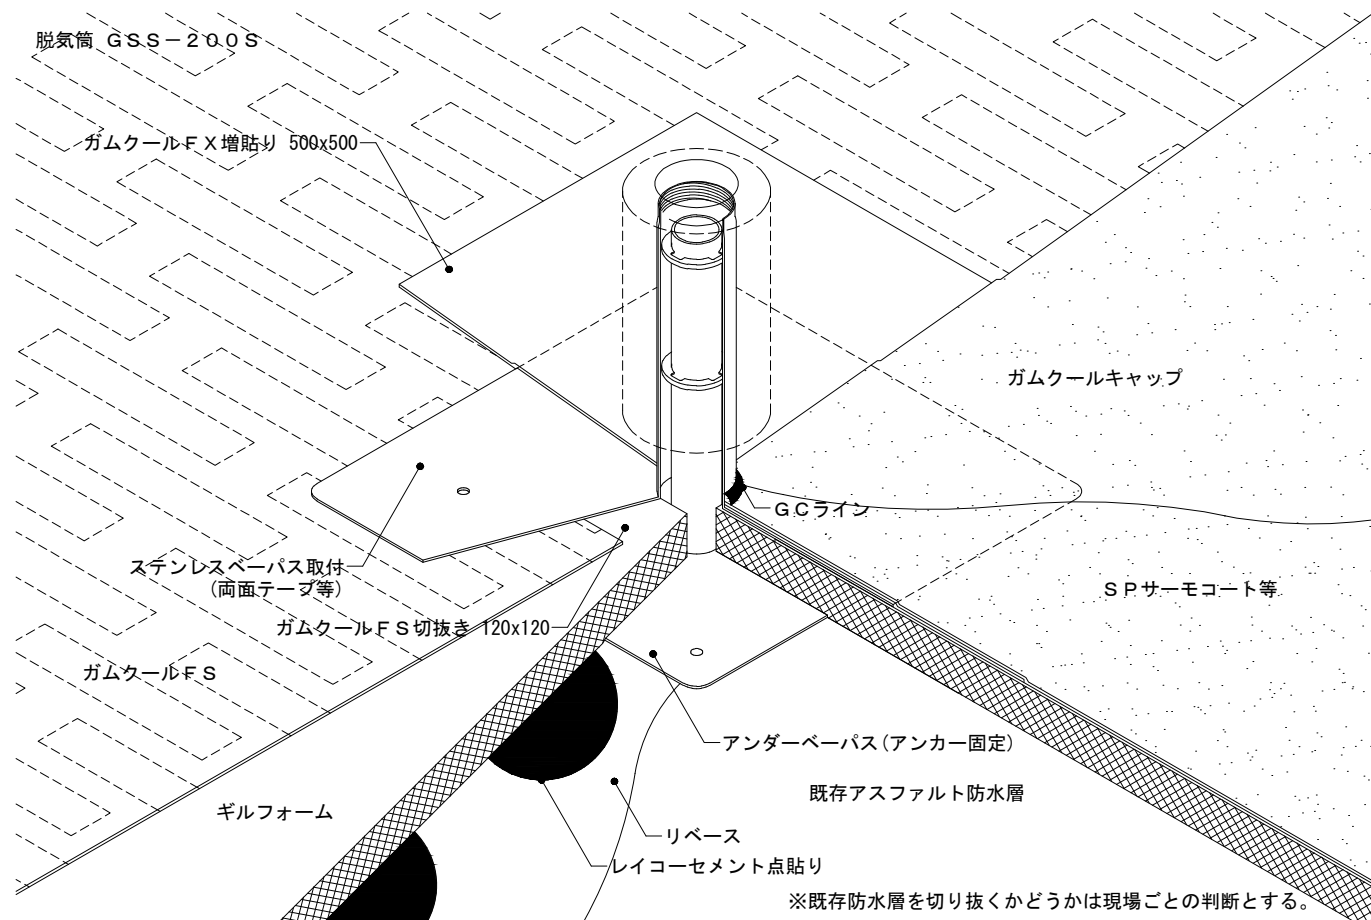 脱気筒 GSS-200S
ガムクールFX増貼り 500x500
ガムクールキャップ
GCライン
ステンレスベーパス取付
(両面テープ等)
SPサーモコート等
ガムクールFS切抜き 120x120
ガムクールFS
アンダーベーパス(アンカー固定)
既存アスファルト防水層
ギルフォーム
リベース
レイコーセメント点貼り
※既存防水層を切り抜くかどうかは現場ごとの判断とする。